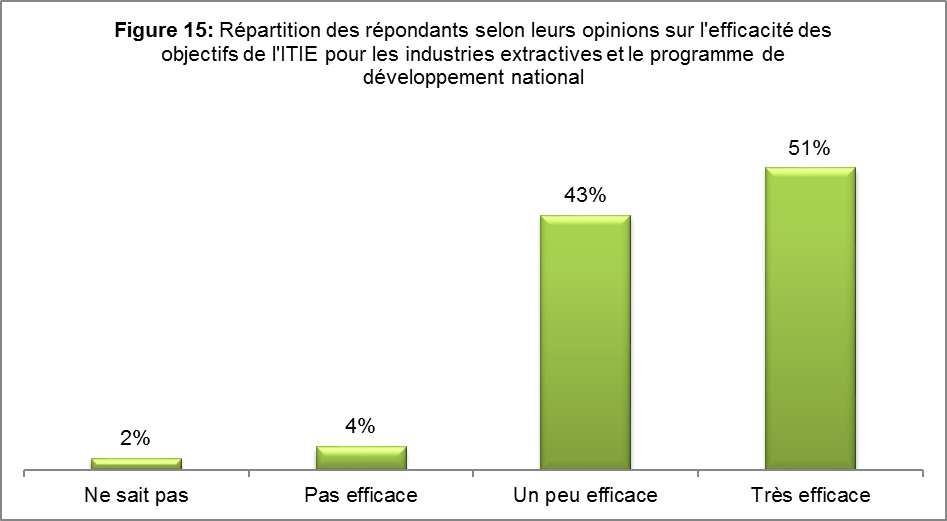 Figure 15: Répartition des répondants selon leurs opinions sur l'efficacité des
objectifs de l'ITIE pour les industries extractives et le programme de
développement national
51%
43%
4%
2%
Ne sait pas
Pas efficace
Un peu efficace
Très efficace